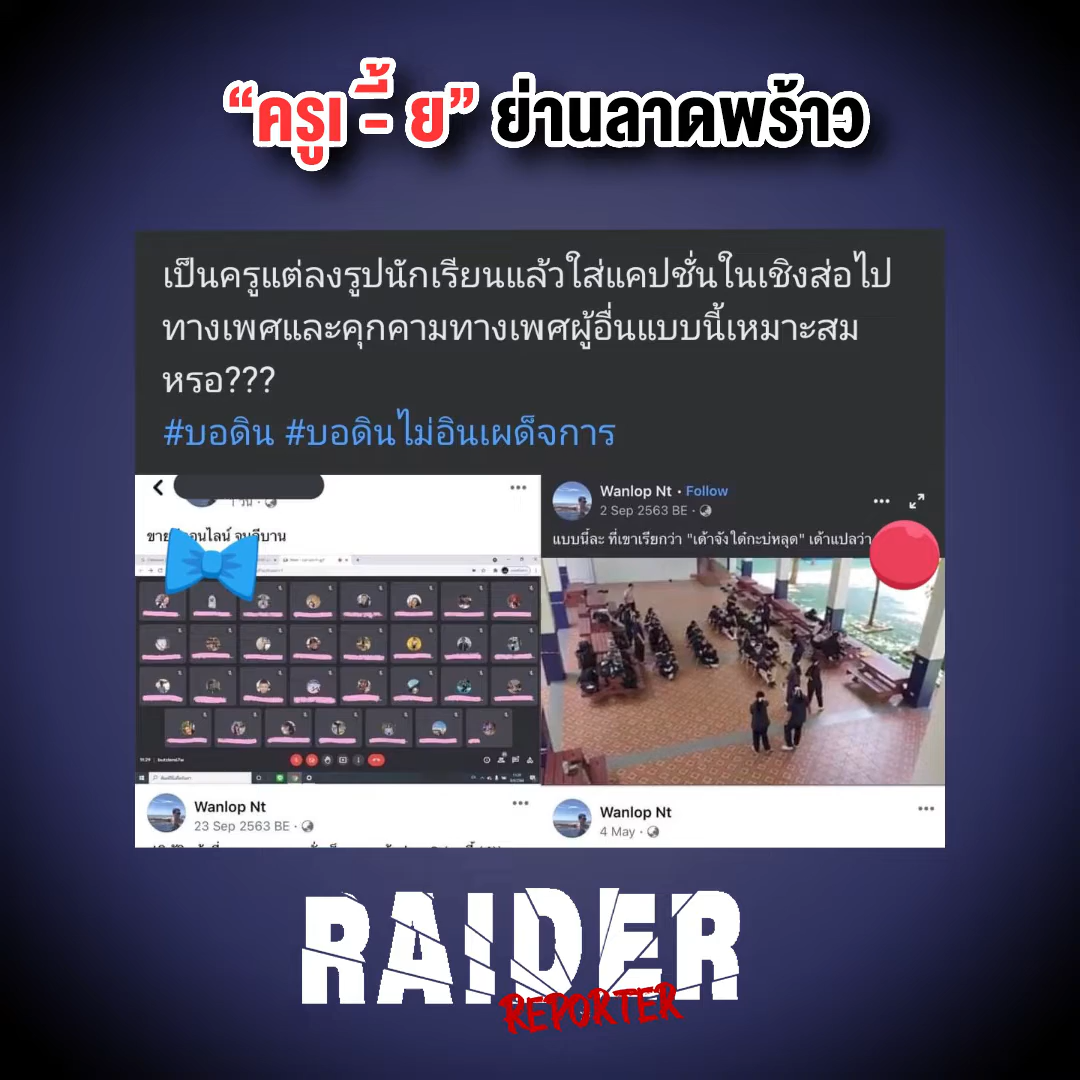 “ครูเ -ี้ ย” ย่านลาดพร้าว
เป็นครูแต่ลงรูปนักเรียนแล้วใส่แคปชั่นในเชิงส่อไป
ทางเพศและคุกคามทางเพศผู้อื่นแบบนี้เหมาะสม
หรอ???
#บอดิน #บอดินไม่อินเผด็จการ
Wanlop Nt · Follow
2 Sep 2563 BE ·
แบบนี้ละ ที่เขาเรียกว่า "เด้าจังได๋กะบ่หลุด" เด้าแปลว่า
Wanlop Nt
23 Sep 2563 BE ·
Wanlop Nt
4 May ·
RAIDER
REPORTER